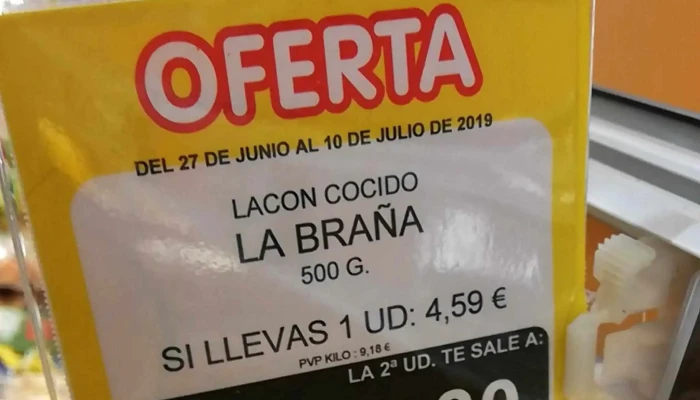 OFERTA
DEL 27 DE JUNIO AL 10 DE JULIO DE 2019
LACON COCIDO
LA BRAÑA
500 G.
SI LLEVAS 1 UD: 4,59 €
PVP KILO : 9,18 €
LA 2ª UD. TE SALE A: